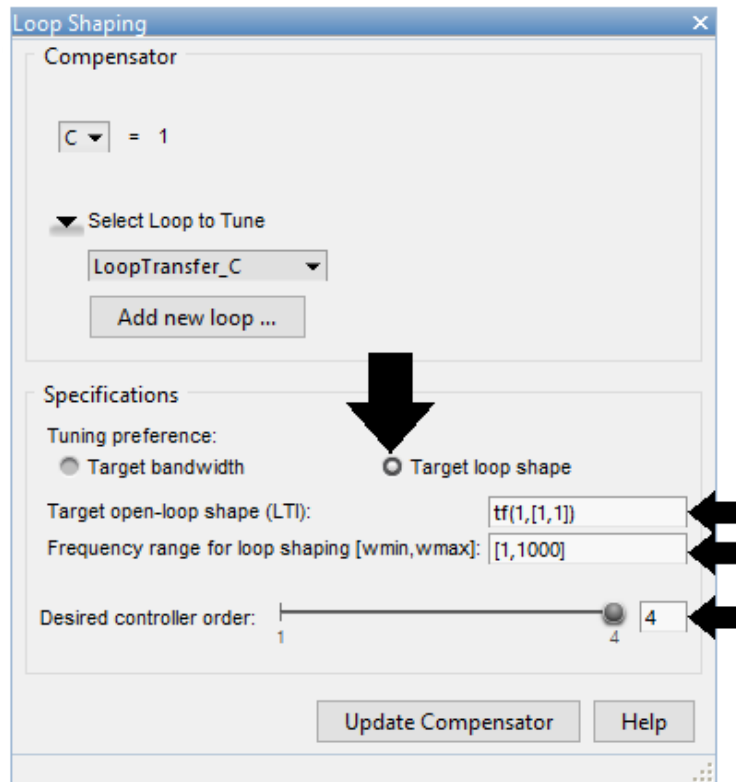 Loop Shaping
Compensator
C = 1
Select Loop to Tune
LoopTransfer_C
Add new loop ...
Specifications
Tuning preference:
Target bandwidth Target loop shape
Target open-loop shape (LTI): tf(1,[1,1])
Frequency range for loop shaping [wmin,wmax]: [1,1000]
Desired controller order: 4
1 4
Update Compensator Help